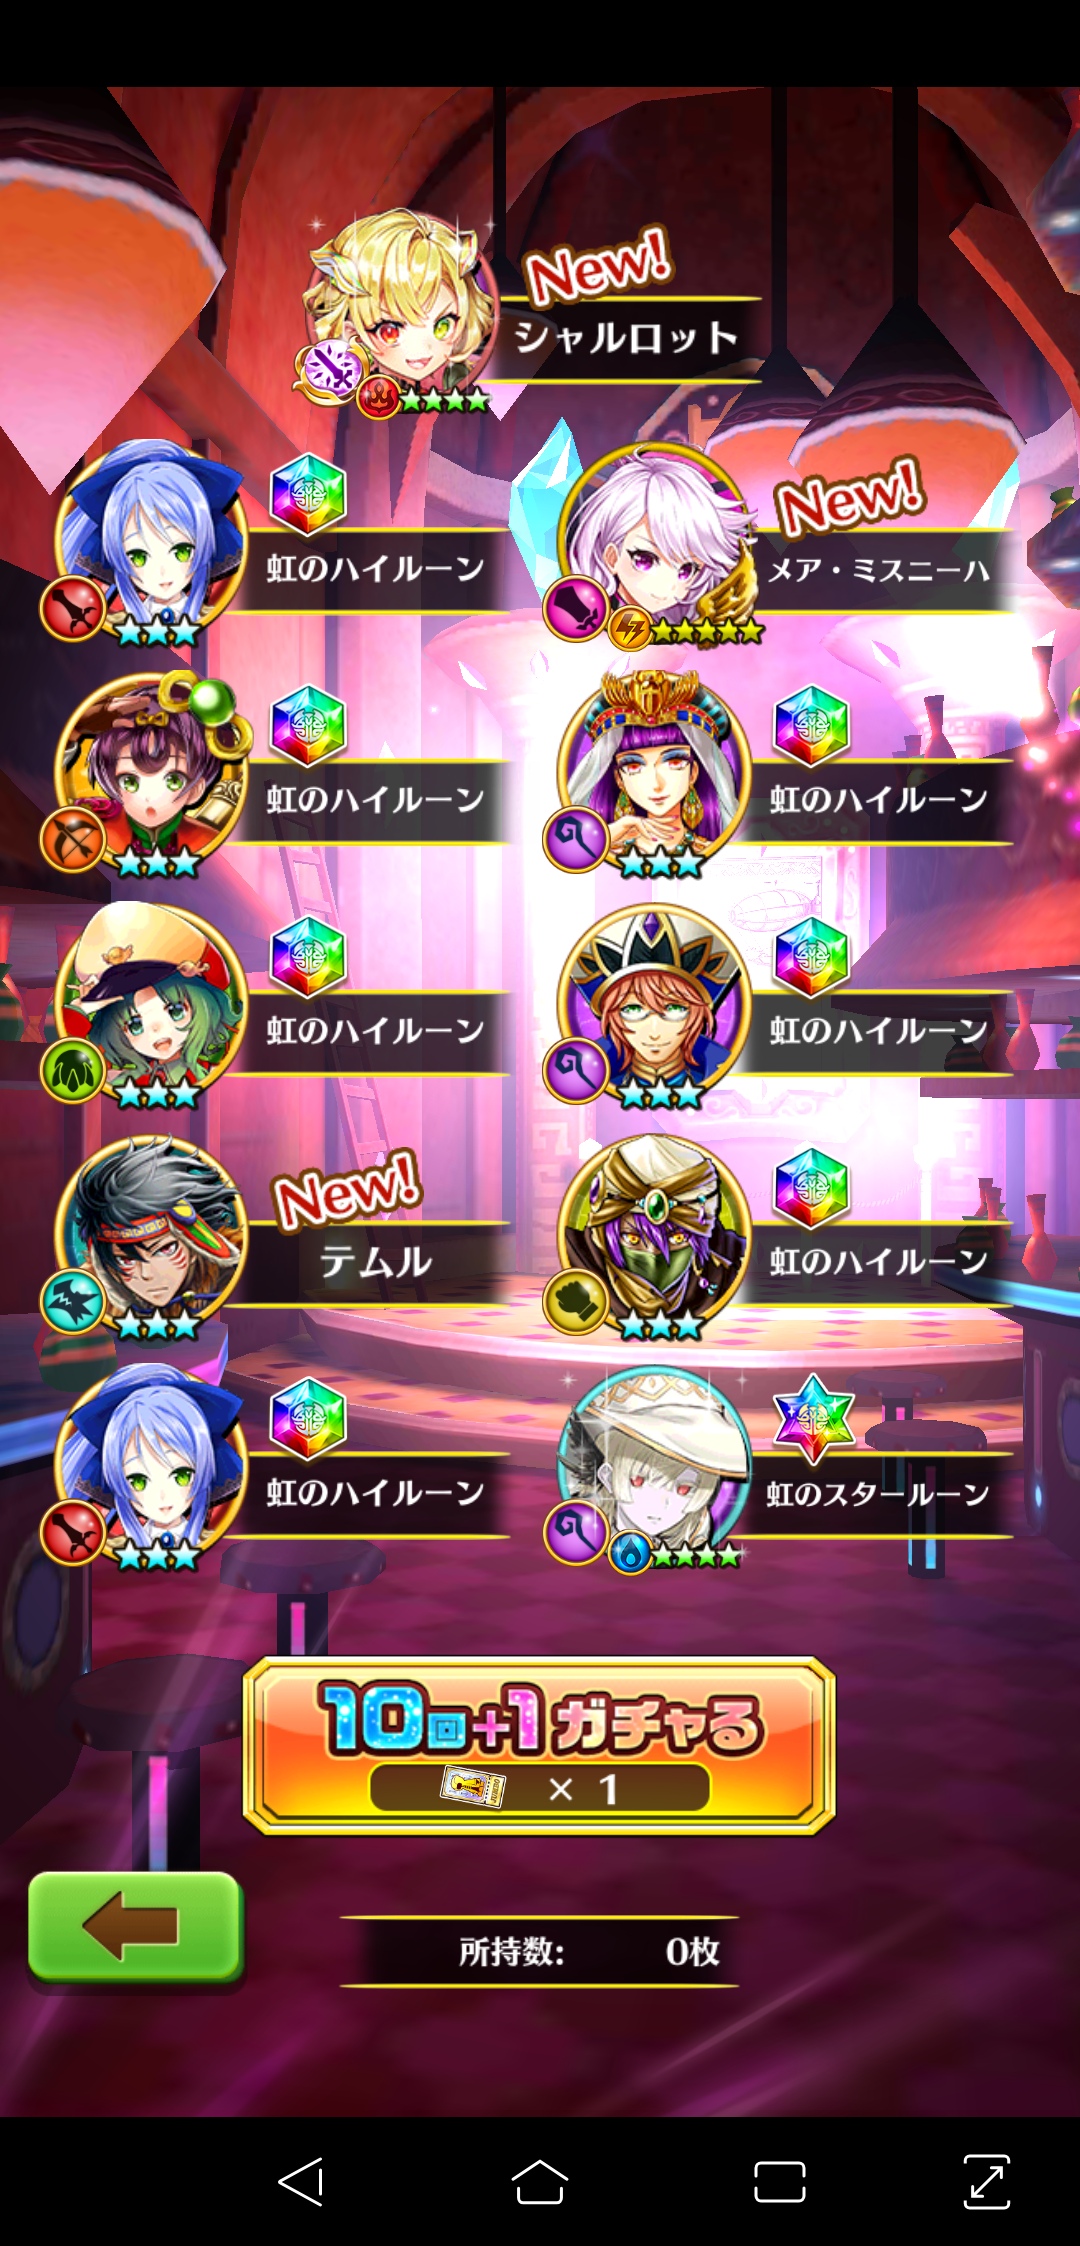 New!
シャルロット
虹のハイルーン
New!
メア・ミスニーハ
虹のハイルーン
虹のハイルーン
虹のハイルーン
虹のハイルーン
New!
テムル
虹のハイルーン
虹のハイルーン
虹のスタールーン
10回+1ガチャる
× 1
所持数: 0枚